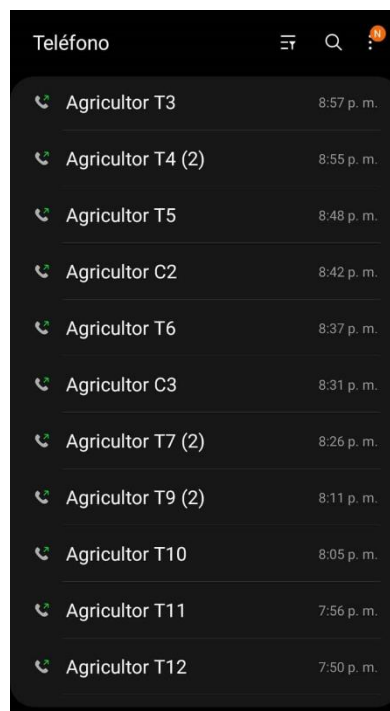 Teléfono
N
Agricultor T3 8:57 p. m.
Agricultor T4 (2) 8:55 p. m.
Agricultor T5 8:48 p. m.
Agricultor C2 8:42 p. m.
Agricultor T6 8:37 p. m.
Agricultor C3 8:31 p. m.
Agricultor T7 (2) 8:26 p. m.
Agricultor T9 (2) 8:11 p. m.
Agricultor T10 8:05 p. m.
Agricultor T11 7:56 p. m.
Agricultor T12 7:50 p. m.